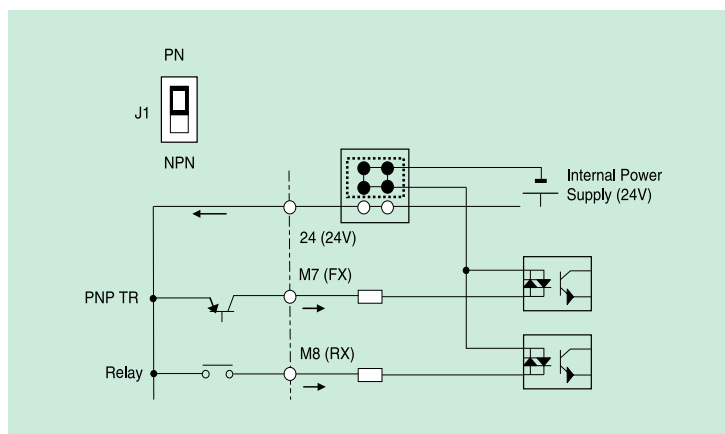 PN
J1
NPN
Internal Power
Supply (24V)
24 (24V)
M7 (FX)
PNP TR
M8 (RX)
Relay